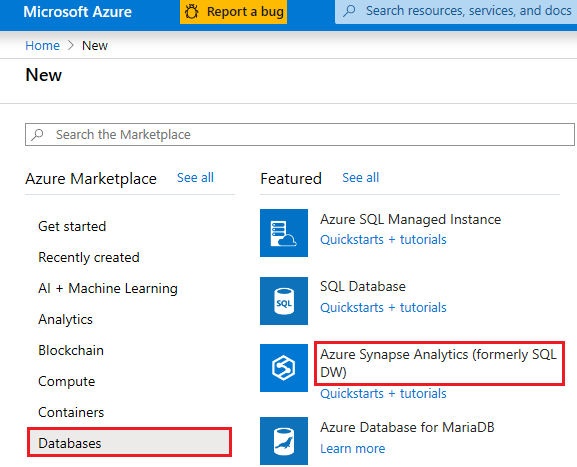 Microsoft Azure
Report a bug
Search resources, services, and docs
Home > New
New
Search the Marketplace
Azure Marketplace
See all
Get started
Recently created
AI + Machine Learning
Analytics
Blockchain
Compute
Containers
Databases
Featured
See all
Azure SQL Managed Instance
Quickstarts + tutorials
SQL
SQL Database
Quickstarts + tutorials
Azure Synapse Analytics (formerly SQL
DW)
Quickstarts + tutorials
Azure Database for MariaDB
Learn more